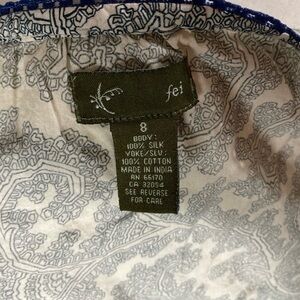 fei
8
BODY:
100% SILK
YOKE/SLV:
100% COTTON
MADE IN INDIA
RN 66170
CA 32054
SEE REVERSE
FOR CARE